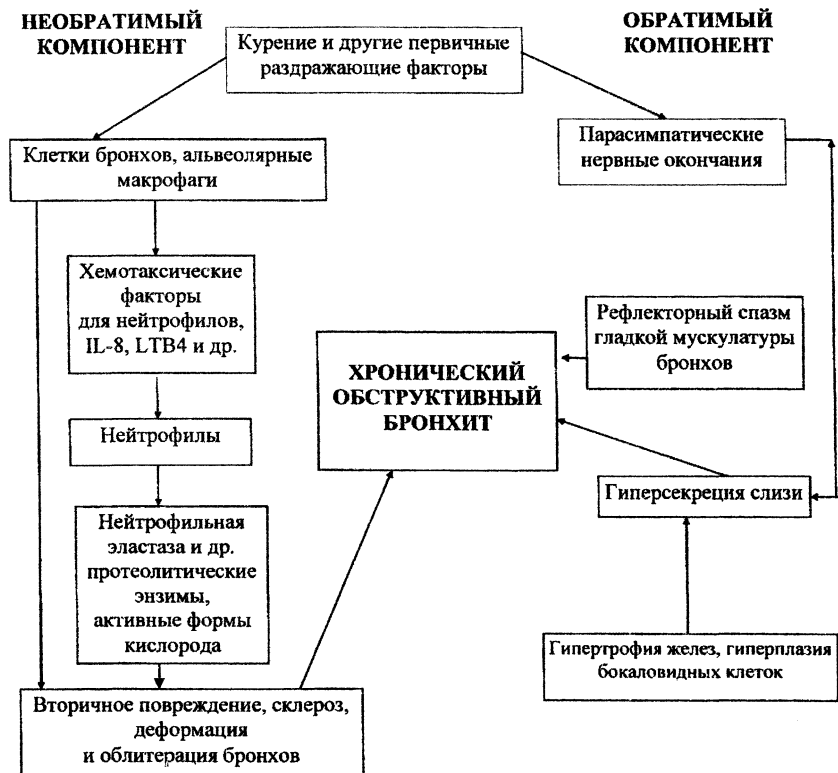 НЕОБРАТИМЫЙ
КОМПОНЕНТ
ОБРАТИМЫЙ
КОМПОНЕНТ
Курение и другие первичные
раздражающие факторы
Клетки бронхов, альвеолярные
макрофаги
Парасимпатические
нервные окончания
Хемотаксические
факторы
для нейтрофилов,
IL-8, LTB4 и др.
Рефлекторный спазм
гладкой мускулатуры
бронхов
ХРОНИЧЕСКИЙ
ОБСТРУКТИВНЫЙ
БРОНХИТ
Нейтрофилы
Гиперсекреция слизи
Нейтрофильная
эластаза и др.
протеолитические
энзимы,
активные формы
кислорода
Гипертрофия желез, гиперплазия
бокаловидных клеток
Вторичное повреждение, склероз,
деформация
и облитерация бронхов